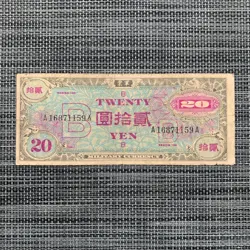 拾貳
20
TWENTY
A16871159A
B
圓拾貳
A16871159A
YEN
20
B
MILITARY CURRENCY
拾貳